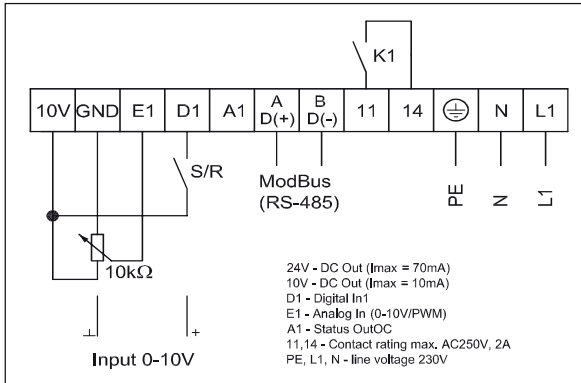 K1
10V GND E1 D1 A1 A D(+) B D(-) 11 14 N L1
S/R
ModBus
(RS-485)
PE N L1
10kΩ
24V - DC Out (Imax = 70mA)
10V - DC Out (Imax = 10mA)
D1 - Digital In1
E1 - Analog In (0-10V/PWM)
A1 - Status OutOC
11,14 - Contact rating max. AC250V, 2A
PE, L1, N - line voltage 230V
⊥ +
Input 0-10V